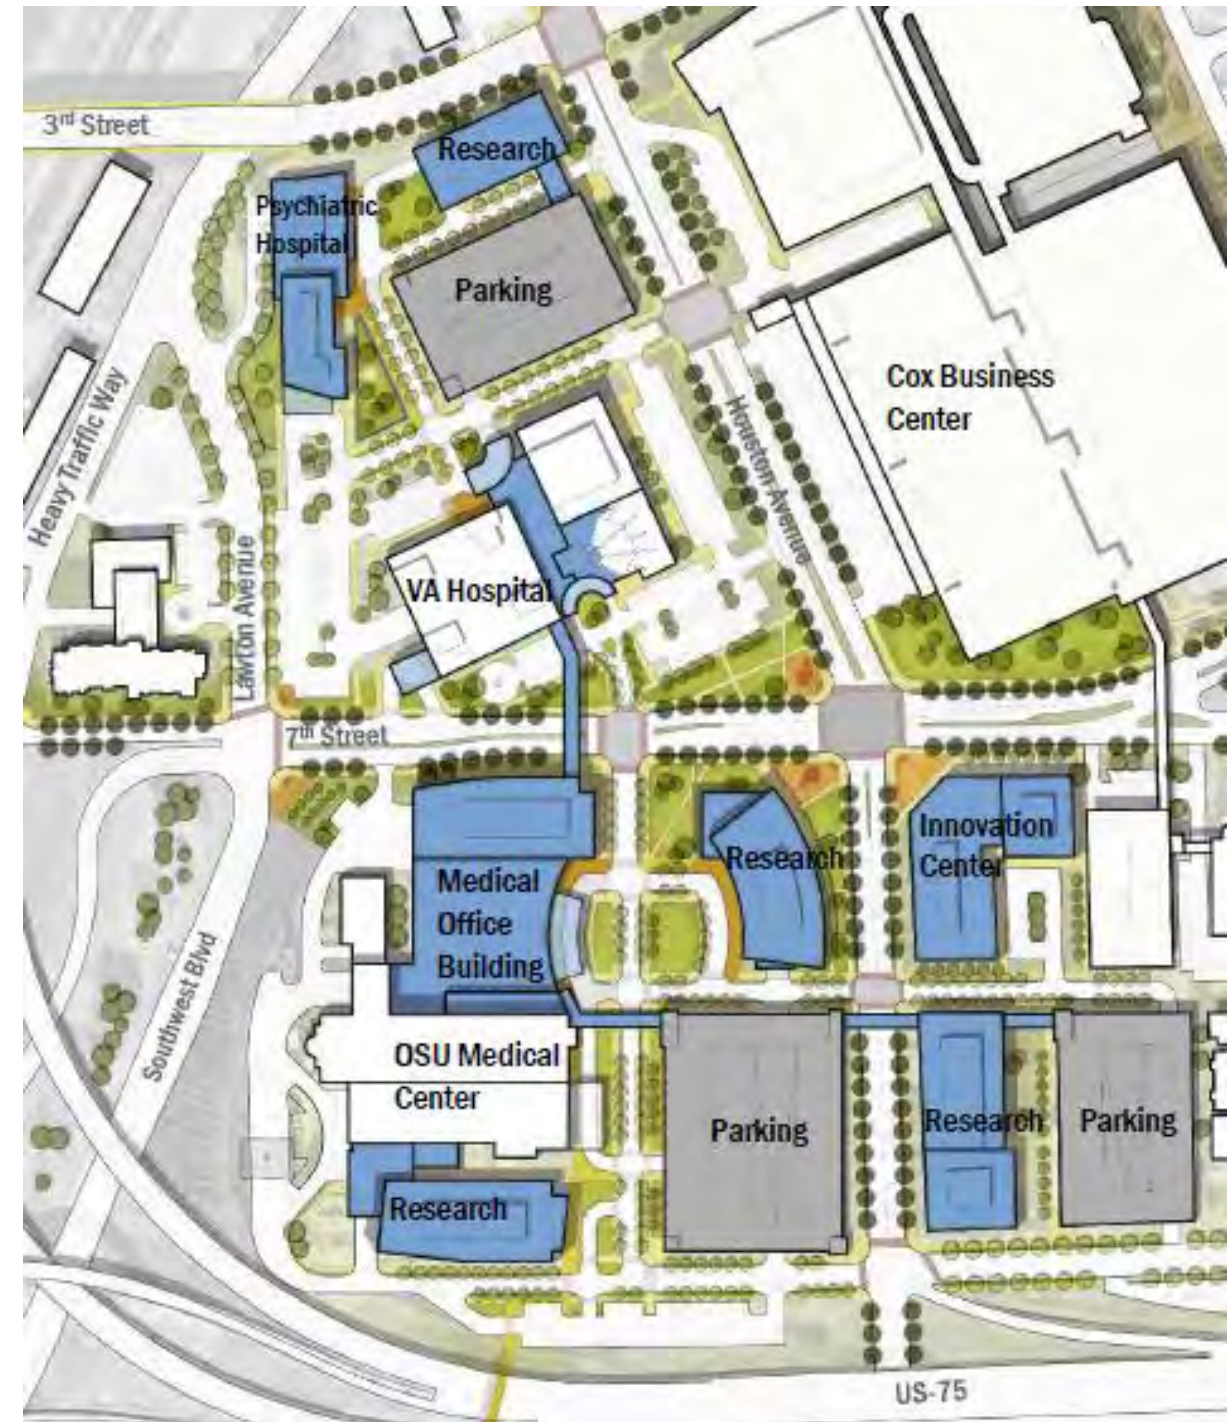 3rd Street
Research
Psychiatric
Hospital
Parking
Cox Business
Center
Heavy Traffic Way
Houston Avenue
Lawton Avenue
VA Hospital
7th Street
Innovation
Center
Research
Medical
Office
Building
Southwest Blvd
OSU Medical
Center
Parking
Research
Parking
Research
US-75